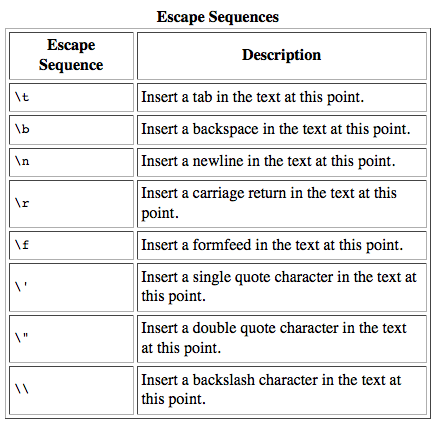 Escape Sequences
Escape
Sequence
Description
\t
Insert a tab in the text at this point.
\b
Insert a backspace in the text at this point.
\n
Insert a newline in the text at this point.
\r
Insert a carriage return in the text at this
point.
\f
Insert a formfeed in the text at this point.
\'
Insert a single quote character in the text at
this point.
\"
Insert a double quote character in the text
at this point.
\\
Insert a backslash character in the text at
this point.